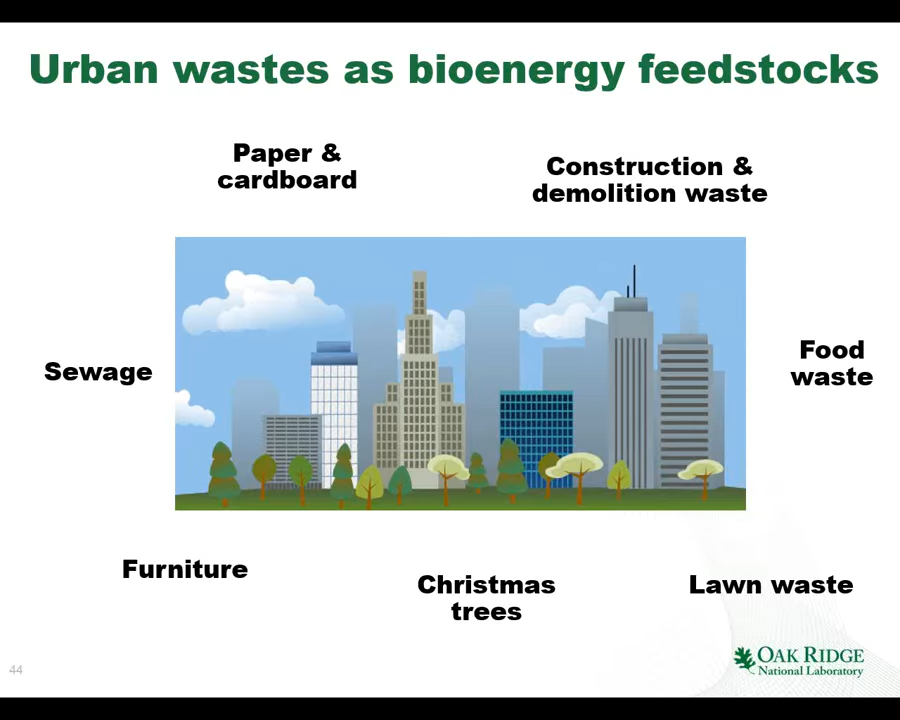 Urban wastes as bioenergy feedstocks
Paper &
cardboard
Construction &
demolition waste
Sewage
Food
waste
Furniture
Christmas
trees
Lawn waste
44
OAK RIDGE
National Laboratory